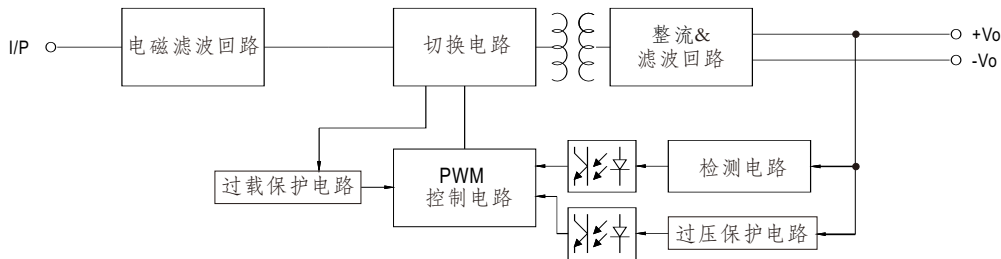 I/P
电磁滤波回路
切换电路
整流&
滤波回路
+Vo
-Vo
过载保护电路
PWM
控制电路
检测电路
过压保护电路